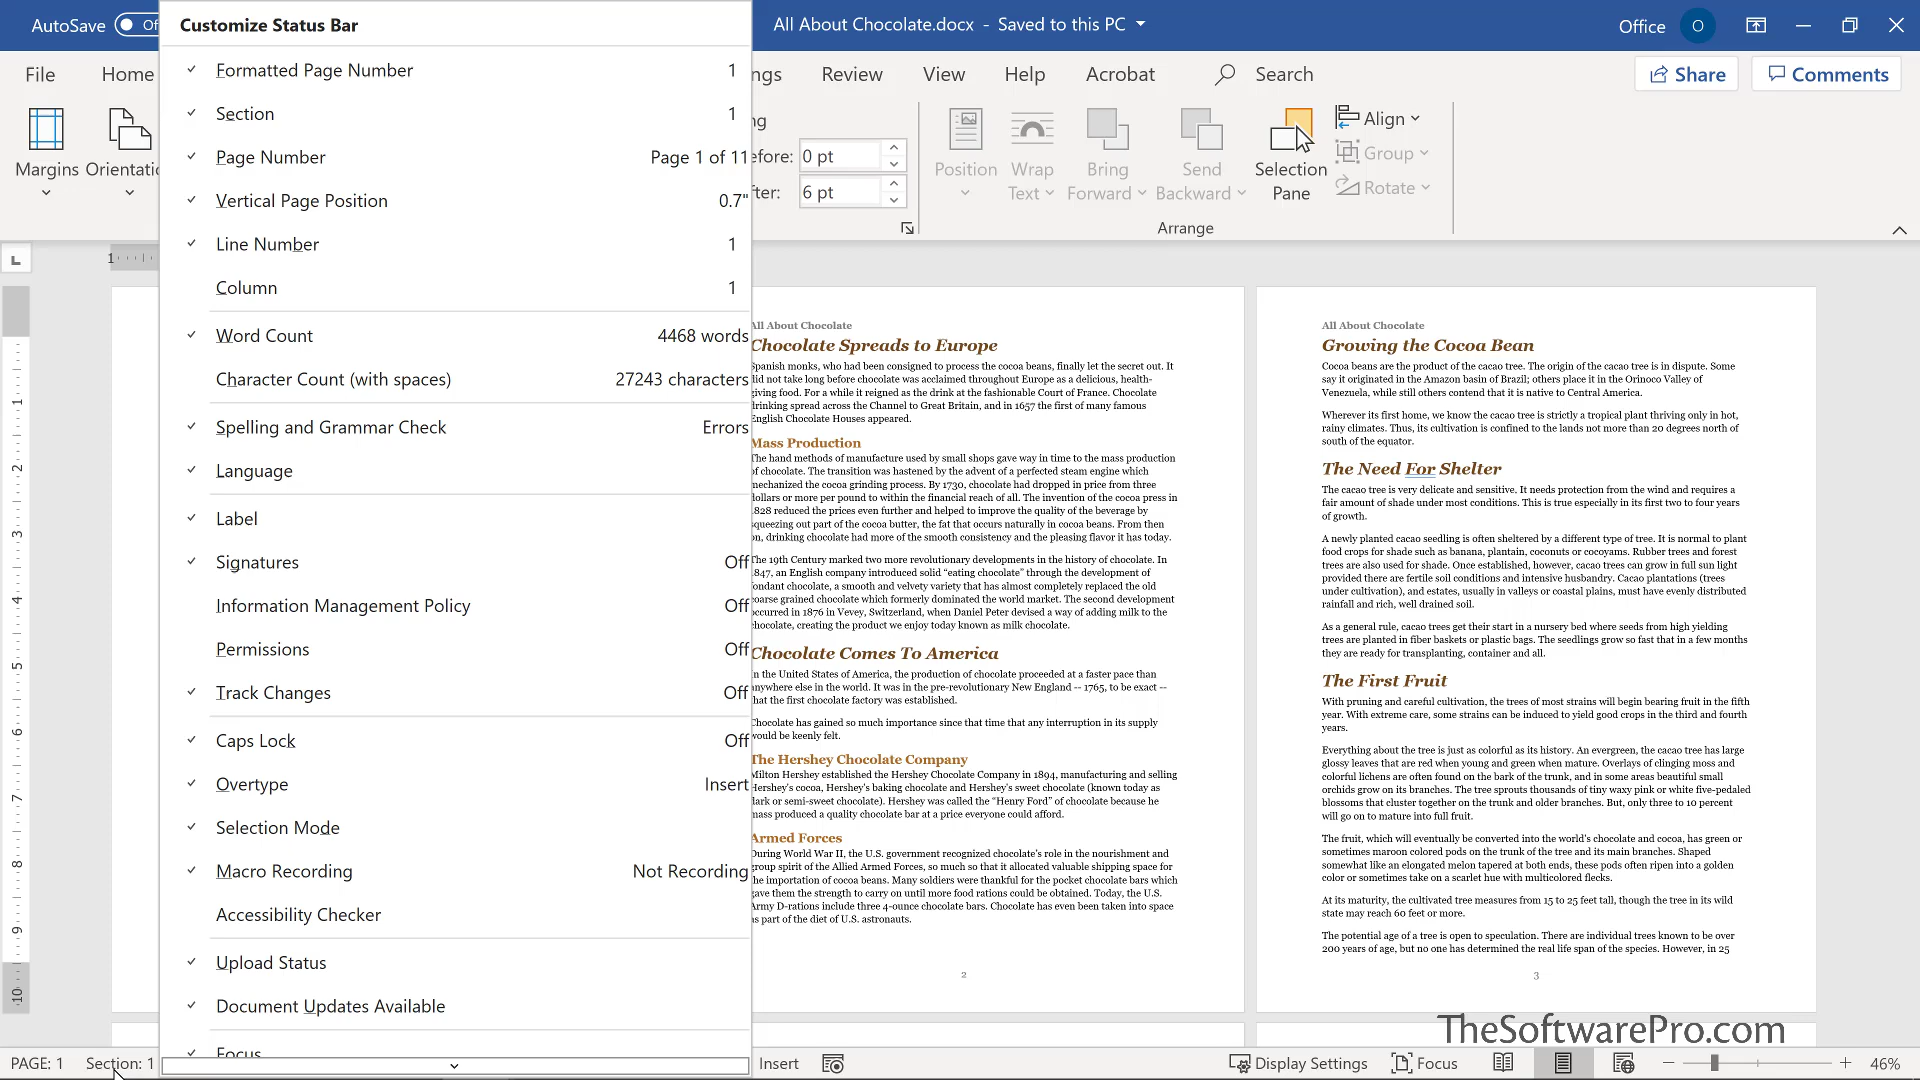 AutoSave Of
Customize Status Bar
All About Chocolate.docx - Saved to this PC
Office O
File Home ngs Review View Help Acrobat Search
Share Comments
Margins Orientatic
ng
efore: 0 pt
fter: 6 pt
Position Wrap Text Bring Forward Send Backward Selection Pane
Align
Group
Rotate
Arrange
Formatted Page Number 1
Section 1
Page Number Page 1 of 11
Vertical Page Position 0.7"
Line Number 1
Column 1
Word Count 4468 words
Character Count (with spaces) 27243 characters
Spelling and Grammar Check Errors
Language
Label
Signatures Off
Information Management Policy Off
Permissions Off
Track Changes Off
Caps Lock Off
Overtype Insert
Selection Mode
Macro Recording Not Recording
Accessibility Checker
Upload Status
Document Updates Available
Focus
L
1
1
2
3
4
5
6
7
8
9
10
All About Chocolate
Chocolate Spreads to Europe
Spanish monks, who had been consigned to process the cocoa beans, finally let the secret out. It
did not take long before chocolate was acclaimed throughout Europe as a delicious, health-
giving food. For a while it reigned as the drink at the fashionable Court of France. Chocolate
drinking spread across the Channel to Great Britain, and in 1657 the first of many famous
English Chocolate Houses appeared.
Mass Production
The hand methods of manufacture used by small shops gave way in time to the mass production
of chocolate. The transition was hastened by the advent of a perfected steam engine which
mechanized the cocoa grinding process. By 1730, chocolate had dropped in price from three
dollars or more per pound to within the financial reach of all. The invention of the cocoa press in
1828 reduced the prices even further and helped to improve the quality of the beverage by
squeezing out part of the cocoa butter, the fat that occurs naturally in cocoa beans. From then
on, drinking chocolate had more of the smooth consistency and the pleasing flavor it has today.
The 19th Century marked two more revolutionary developments in the history of chocolate. In
1847, an English company introduced solid “eating chocolate” through the development of
fondant chocolate, a smooth and velvety variety that has almost completely replaced the old
coarse grained chocolate which formerly dominated the world market. The second development
occurred in 1876 in Vevey, Switzerland, when Daniel Peter devised a way of adding milk to the
chocolate, creating the product we enjoy today known as milk chocolate.
Chocolate Comes To America
In the United States of America, the production of chocolate proceeded at a faster pace than
anywhere else in the world. It was in the pre-revolutionary New England -- 1765, to be exact --
that the first chocolate factory was established.
Chocolate has gained so much importance since that time that any interruption in its supply
would be keenly felt.
The Hershey Chocolate Company
Milton Hershey established the Hershey Chocolate Company in 1894, manufacturing and selling
Hershey's cocoa, Hershey's baking chocolate and Hershey's sweet chocolate (known today as
dark or semi-sweet chocolate). Hershey was called the “Henry Ford” of chocolate because he
mass produced a quality chocolate bar at a price everyone could afford.
Armed Forces
During World War II, the U.S. government recognized chocolate's role in the nourishment and
group spirit of the Allied Armed Forces, so much so that it allocated valuable shipping space for
the importation of cocoa beans. Many soldiers were thankful for the pocket chocolate bars which
gave them the strength to carry on until more food rations could be obtained. Today, the U.S.
Army D-rations include three 4-ounce chocolate bars. Chocolate has even been taken into space
as part of the diet of U.S. astronauts.
2
All About Chocolate
Growing the Cocoa Bean
Cocoa beans are the product of the cacao tree. The origin of the cacao tree is in dispute. Some
say it originated in the Amazon basin of Brazil; others place it in the Orinoco Valley of
Venezuela, while still others contend that it is native to Central America.
Wherever its first home, we know the cacao tree is strictly a tropical plant thriving only in hot,
rainy climates. Thus, its cultivation is confined to the lands not more than 20 degrees north of
south of the equator.
The Need For Shelter
The cacao tree is very delicate and sensitive. It needs protection from the wind and requires a
fair amount of shade under most conditions. This is true especially in its first two to four years
of growth.
A newly planted cacao seedling is often sheltered by a different type of tree. It is normal to plant
food crops for shade such as banana, plantain, coconuts or cocoyams. Rubber trees and forest
trees are also used for shade. Once established, however, cacao trees can grow in full sun light
provided there are fertile soil conditions and intensive husbandry. Cacao plantations (trees
under cultivation), and estates, usually in valleys or coastal plains, must have evenly distributed
rainfall and rich, well drained soil.
As a general rule, cacao trees get their start in a nursery bed where seeds from high yielding
trees are planted in fiber baskets or plastic bags. The seedlings grow so fast that in a few months
they are ready for transplanting, container and all.
The First Fruit
With pruning and careful cultivation, the trees of most strains will begin bearing fruit in the fifth
year. With extreme care, some strains can be induced to yield good crops in the third and fourth
years.
Everything about the tree is just as colorful as its history. An evergreen, the cacao tree has large
glossy leaves that are red when young and green when mature. Overlays of clinging moss and
colorful lichens are often found on the bark of the trunk, and in some areas beautiful small
orchids grow on its branches. The tree sprouts thousands of tiny waxy pink or white five-pedaled
blossoms that cluster together on the trunk and older branches. But, only three to 10 percent
will go on to mature into full fruit.
The fruit, which will eventually be converted into the world's chocolate and cocoa, has green or
sometimes maroon colored pods on the trunk of the tree and its main branches. Shaped
somewhat like an elongated melon tapered at both ends, these pods often ripen into a golden
color or sometimes take on a scarlet hue with multicolored flecks.
At its maturity, the cultivated tree measures from 15 to 25 feet tall, though the tree in its wild
state may reach 60 feet or more.
The potential age of a tree is open to speculation. There are individual trees known to be over
200 years of age, but no one has determined the real life span of the species. However, in 25
3
TheSoftwarePro.com
PAGE: 1 Section: 1 Insert Display Settings Focus 46%